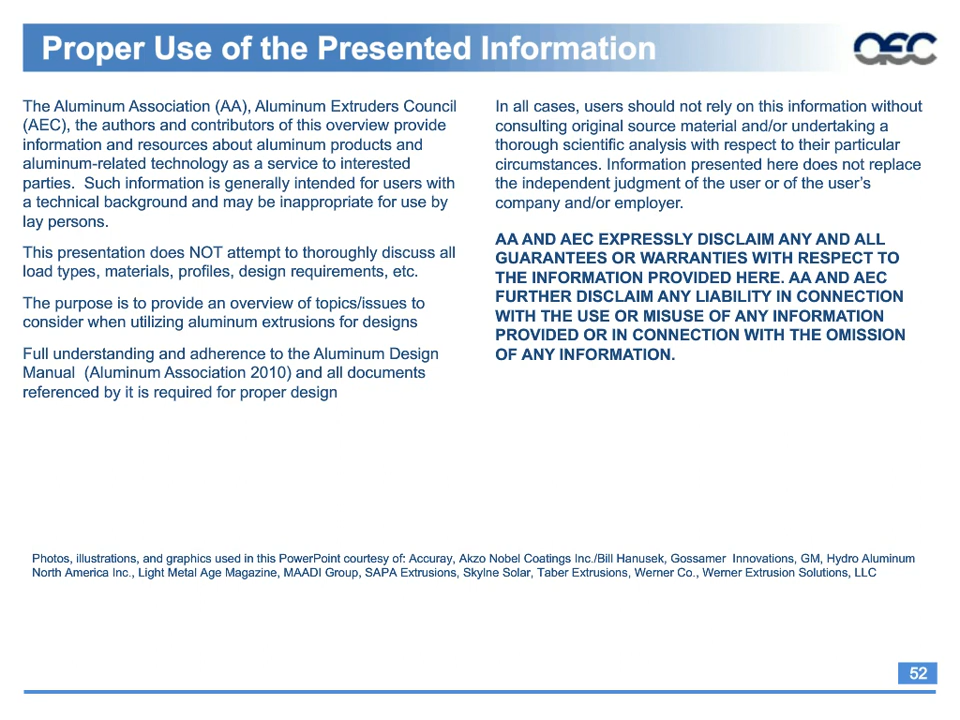 Proper Use of the Presented Information
AEC
The Aluminum Association (AA), Aluminum Extruders Council
(AEC), the authors and contributors of this overview provide
information and resources about aluminum products and
aluminum-related technology as a service to interested
parties.  Such information is generally intended for users with
a technical background and may be inappropriate for use by
lay persons.
This presentation does NOT attempt to thoroughly discuss all
load types, materials, profiles, design requirements, etc.
The purpose is to provide an overview of topics/issues to
consider when utilizing aluminum extrusions for designs
Full understanding and adherence to the Aluminum Design
Manual  (Aluminum Association 2010) and all documents
referenced by it is required for proper design
In all cases, users should not rely on this information without
consulting original source material and/or undertaking a
thorough scientific analysis with respect to their particular
circumstances. Information presented here does not replace
the independent judgment of the user or of the user's
company and/or employer.
AA AND AEC EXPRESSLY DISCLAIM ANY AND ALL
GUARANTEES OR WARRANTIES WITH RESPECT TO
THE INFORMATION PROVIDED HERE. AA AND AEC
FURTHER DISCLAIM ANY LIABILITY IN CONNECTION
WITH THE USE OR MISUSE OF ANY INFORMATION
PROVIDED OR IN CONNECTION WITH THE OMISSION
OF ANY INFORMATION.
Photos, illustrations, and graphics used in this PowerPoint courtesy of: Accuray, Akzo Nobel Coatings Inc./Bill Hanusek, Gossamer  Innovations, GM, Hydro Aluminum
North America Inc., Light Metal Age Magazine, MAADI Group, SAPA Extrusions, Skylne Solar, Taber Extrusions, Werner Co., Werner Extrusion Solutions, LLC
52